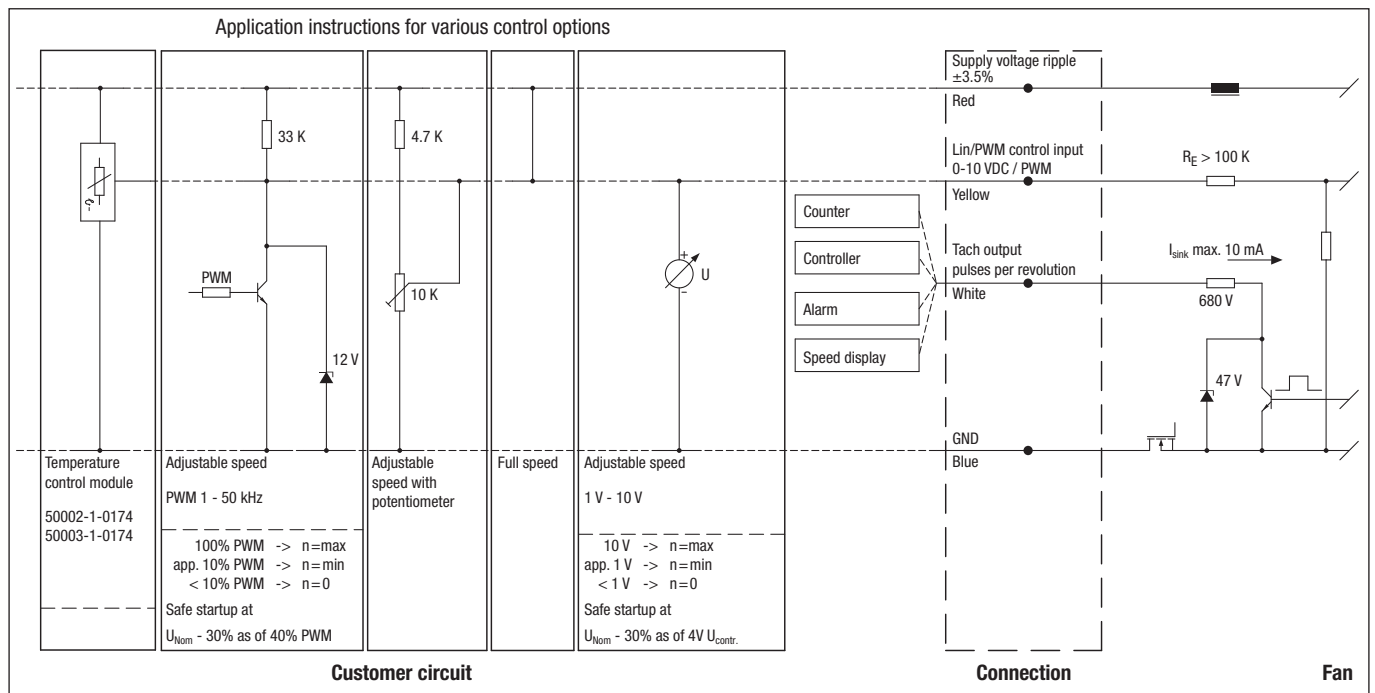 Application instructions for various control options
33 K
PWM
12 V
4.7 K
10 K
U
+
-
Counter
Controller
Alarm
Speed display
Supply voltage ripple
±3.5%
Red
Lin/PWM control input
0-10 VDC / PWM
Yellow
Tach output
pulses per revolution
White
GND
Blue
RE > 100 K
Isink max. 10 mA
680 V
47 V
Temperature
control module
50002-1-0174
50003-1-0174
Adjustable speed
PWM 1 - 50 kHz
100% PWM -> n=max
app. 10% PWM -> n=min
< 10% PWM -> n=0
Safe startup at
UNom - 30% as of 40% PWM
Adjustable
speed with
potentiometer
Full speed
Adjustable speed
1 V - 10 V
10 V -> n=max
app. 1 V -> n=min
< 1 V -> n=0
Safe startup at
UNom - 30% as of 4V Ucontr.
Customer circuit
Connection
Fan